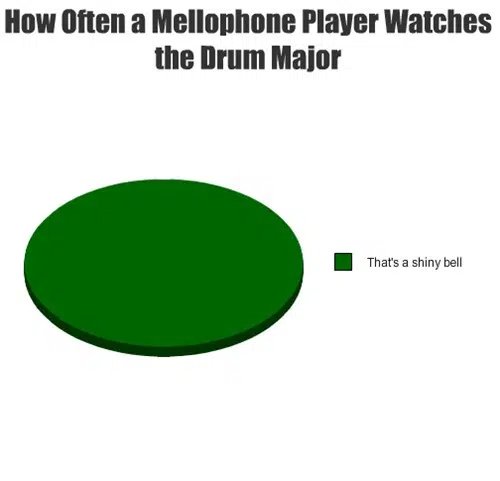 How Often a Mellophone Player Watches
the Drum Major
That's a shiny bell